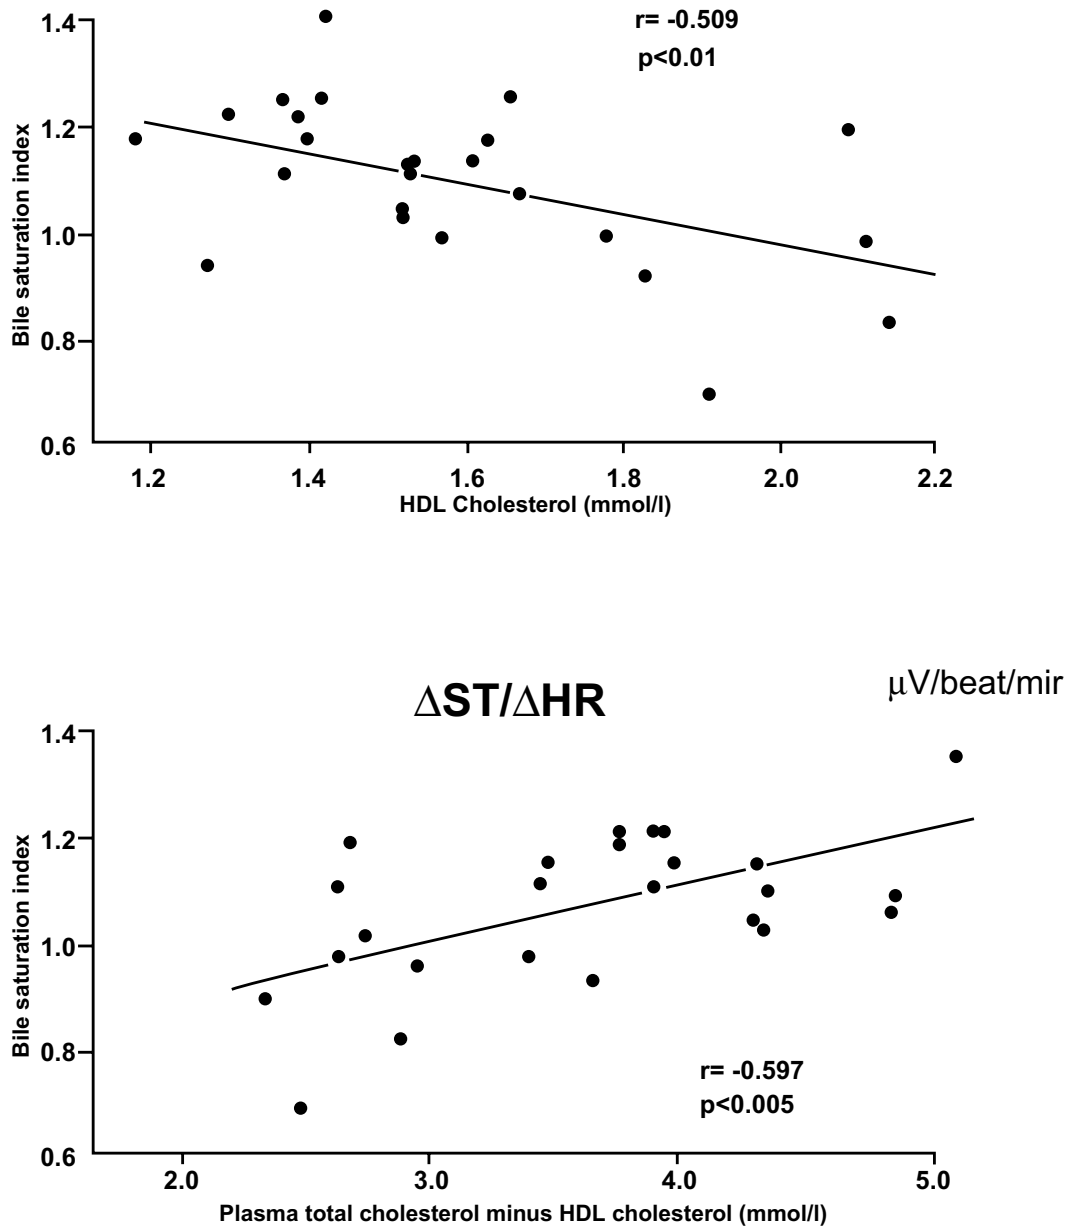 r= -0.509
p<0.01
1.4
1.2
1.0
0.8
0.6
Bile saturation index
1.2 1.4 1.6 1.8 2.0 2.2
HDL Cholesterol (mmol/l)
ΔST/ΔHR
μV/beat/mir
1.4
1.2
1.0
0.8
0.6
Bile saturation index
r= -0.597
p<0.005
2.0 3.0 4.0 5.0
Plasma total cholesterol minus HDL cholesterol (mmol/l)